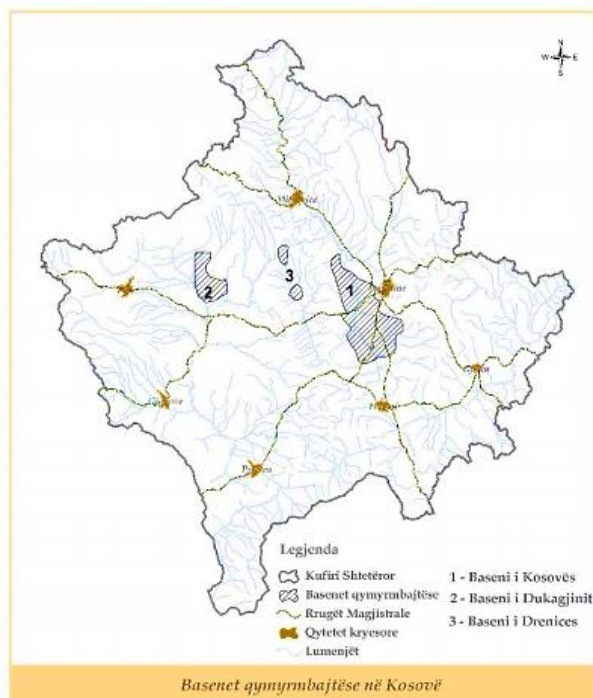 N
W E
S
1
2
3
Legjenda
Kufiri Shtetëror
Basenet qymyrmbajtëse
Rrugët Magjistrale
Qytetet kryesore
Lumenjët
1 - Baseni i Kosovës
2 - Baseni i Dukagjinit
3 - Baseni i Drenices
Basenet qymyrmbajtëse në Kosovë